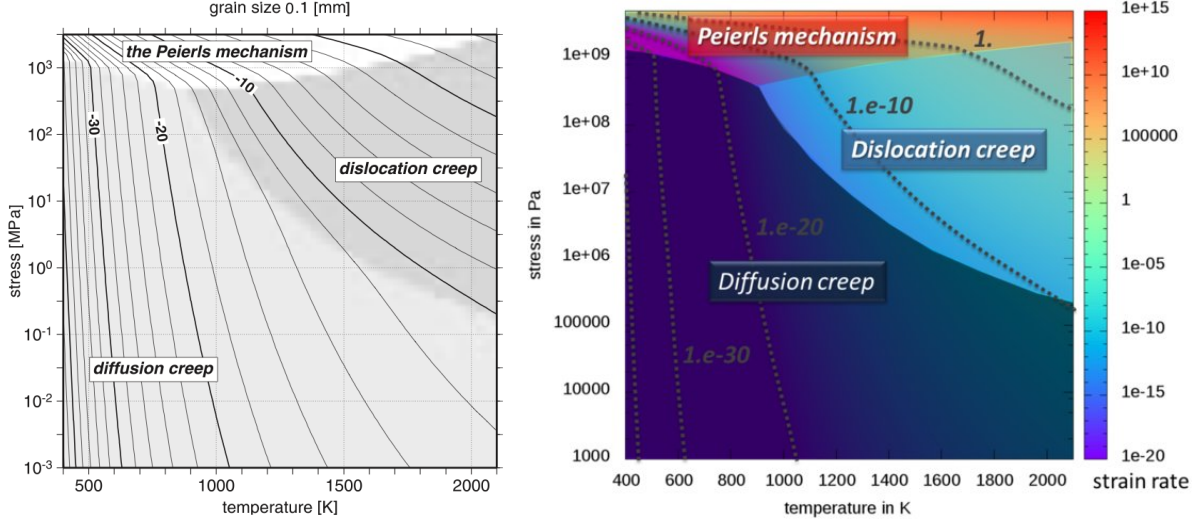 grain size 0.1 [mm]
the Peierls mechanism
-10
-30
-20
dislocation creep
diffusion creep
10³
10²
10¹
10⁰
10⁻¹
10⁻²
10⁻³
stress [MPa]
500
1000
1500
2000
temperature [K]
Peierls mechanism
1.
1.e-10
Dislocation creep
1.e-20
Diffusion creep
1.e-30
1e+09
1e+08
1e+07
1e+06
100000
10000
1000
stress in Pa
400
600
800
1000
1200
1400
1600
1800
2000
temperature in K
1e+15
1e+10
100000
1
1e-05
1e-10
1e-15
1e-20
strain rate